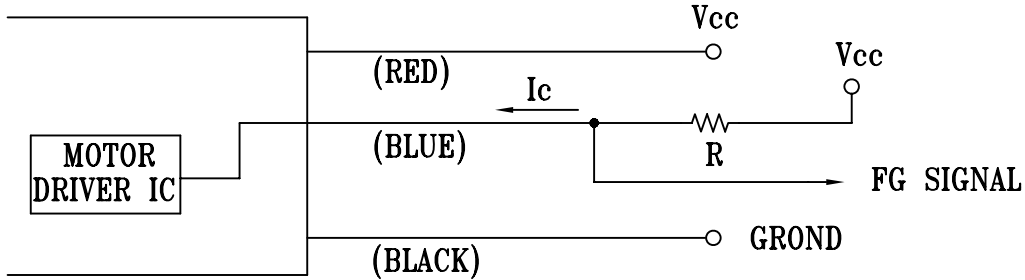 Vcc
(RED)
Vcc
Ic
(BLUE)
R
MOTOR
DRIVER IC
FG SIGNAL
(BLACK)
GROND